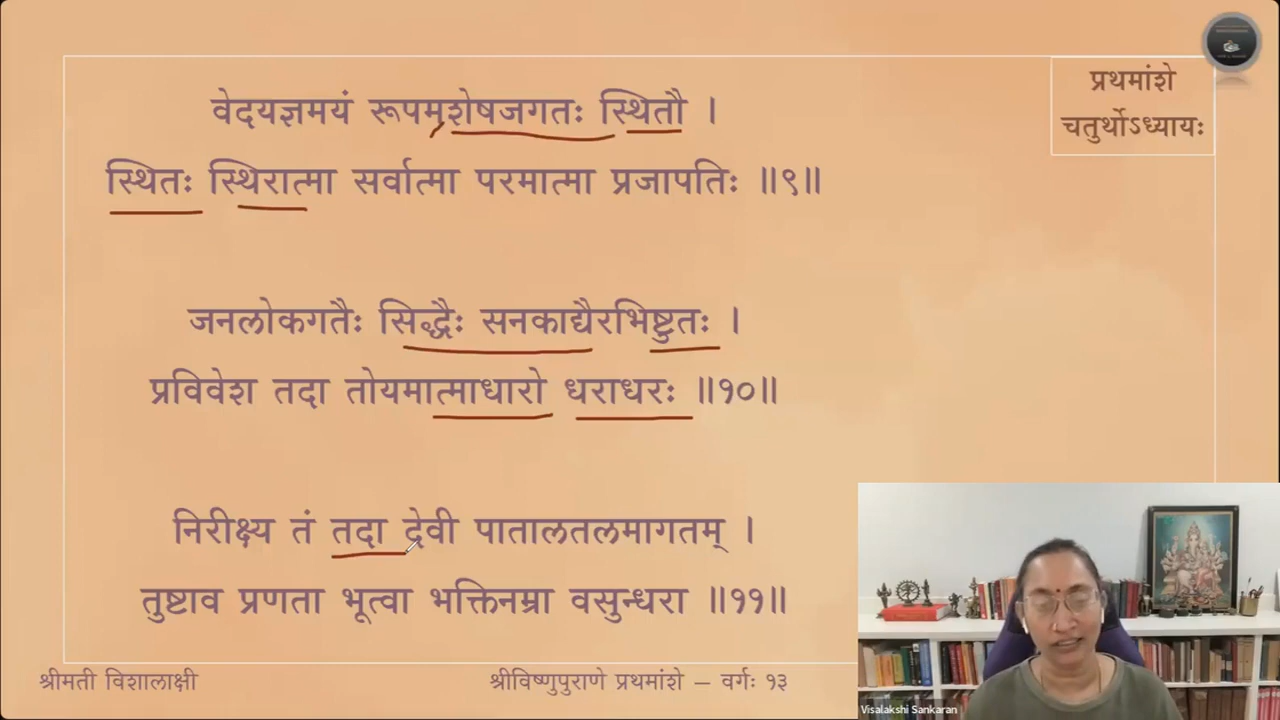 प्रथमांशे
चतुर्थोऽध्यायः
वेदयज्ञमयं रूपमशेषजगतः स्थितौ ।
स्थितः स्थिरात्मा सर्वात्मा परमात्मा प्रजापतिः ॥९॥
जनलोकगतैः सिद्धैः सनकाद्यैरभिष्टुतः ।
प्रविवेश तदा तोयमात्माधारो धराधरः ॥१०॥
निरीक्ष्य तं तदा देवी पातालतलमागतम् ।
तुष्टाव प्रणता भूत्वा भक्तिनम्रा वसुन्धरा ॥११॥
श्रीमती विशालाक्षी
श्रीविष्णुपुराणे प्रथमांशे – वर्गः १३
Visalakshi Sankaran